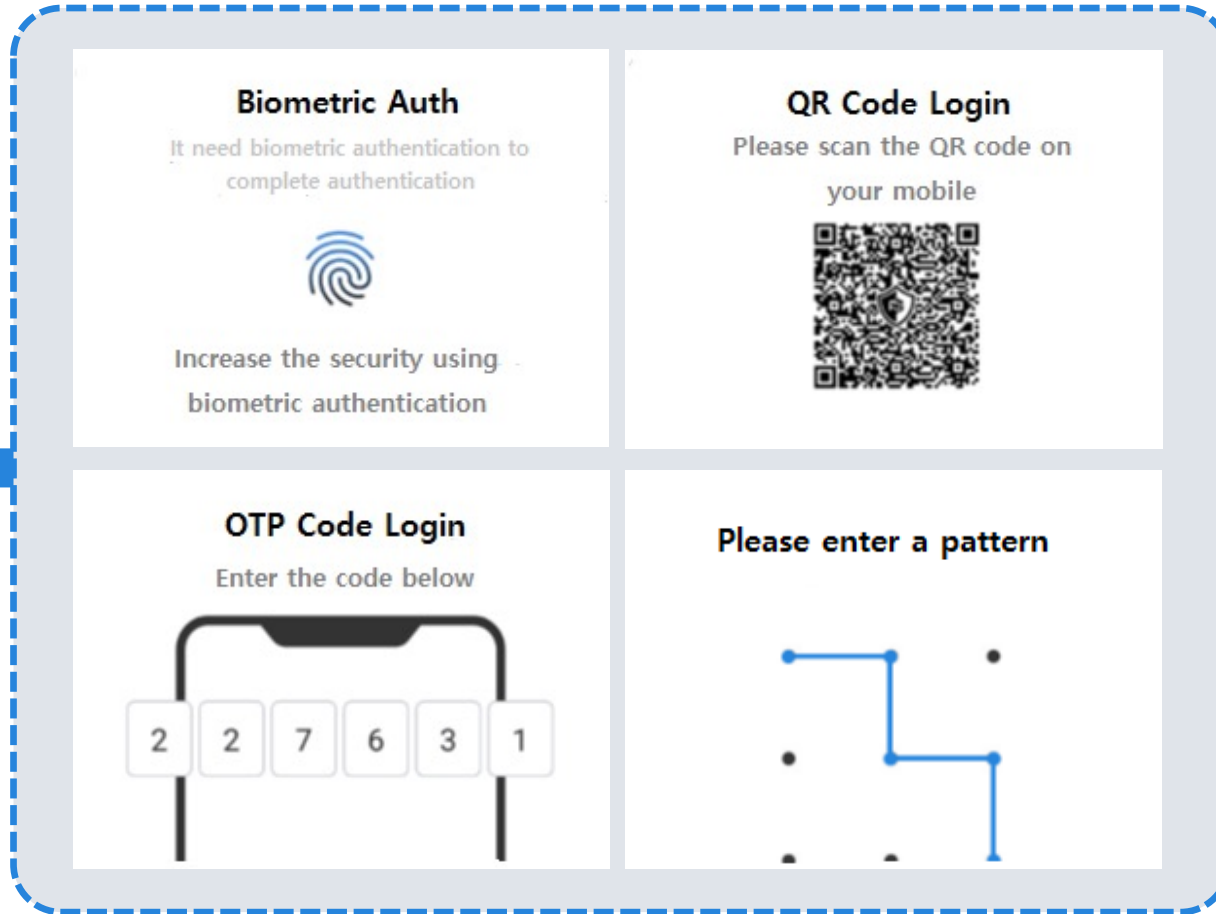 Biometric Auth
It need biometric authentication to
complete authentication
Increase the security using
biometric authentication
QR Code Login
Please scan the QR code on
your mobile
OTP Code Login
Enter the code below
2 2 7 6 3 1
Please enter a pattern